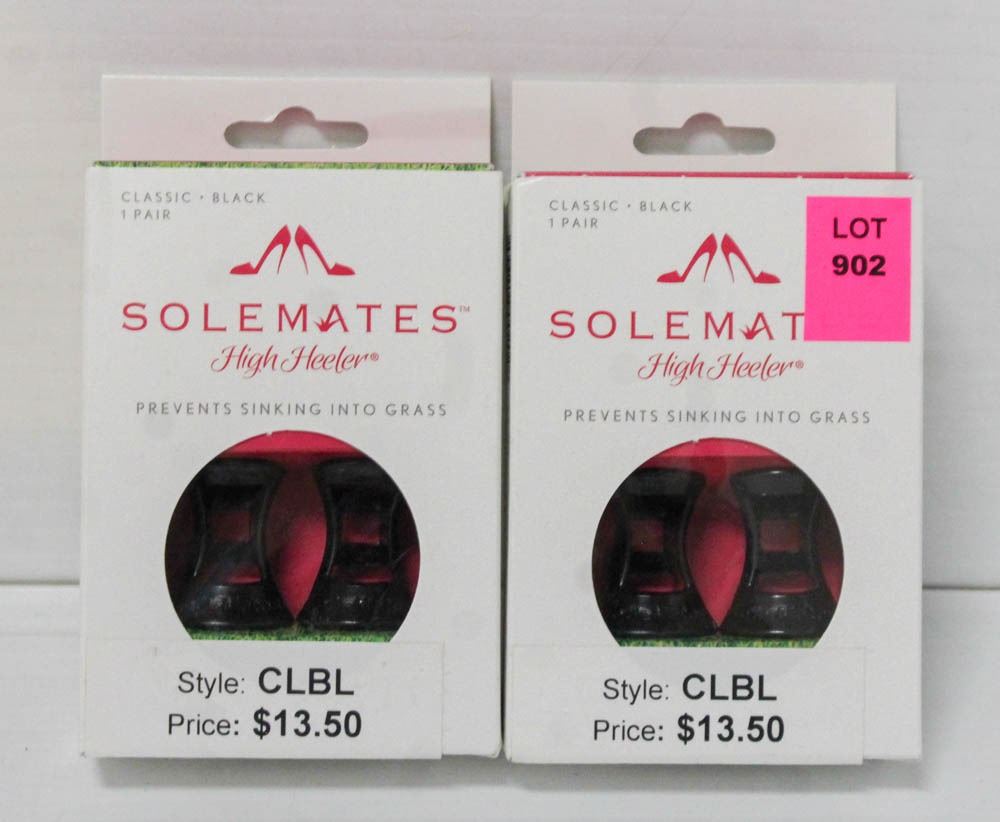 CLASSIC • BLACK
1 PAIR
SOLEMATES™
High Heeler®
PREVENTS SINKING INTO GRASS
Style: CLBL
Price: $13.50
CLASSIC • BLACK
1 PAIR
LOT
902
SOLEMAT
High Heeler®
PREVENTS SINKING INTO GRASS
Style: CLBL
Price: $13.50